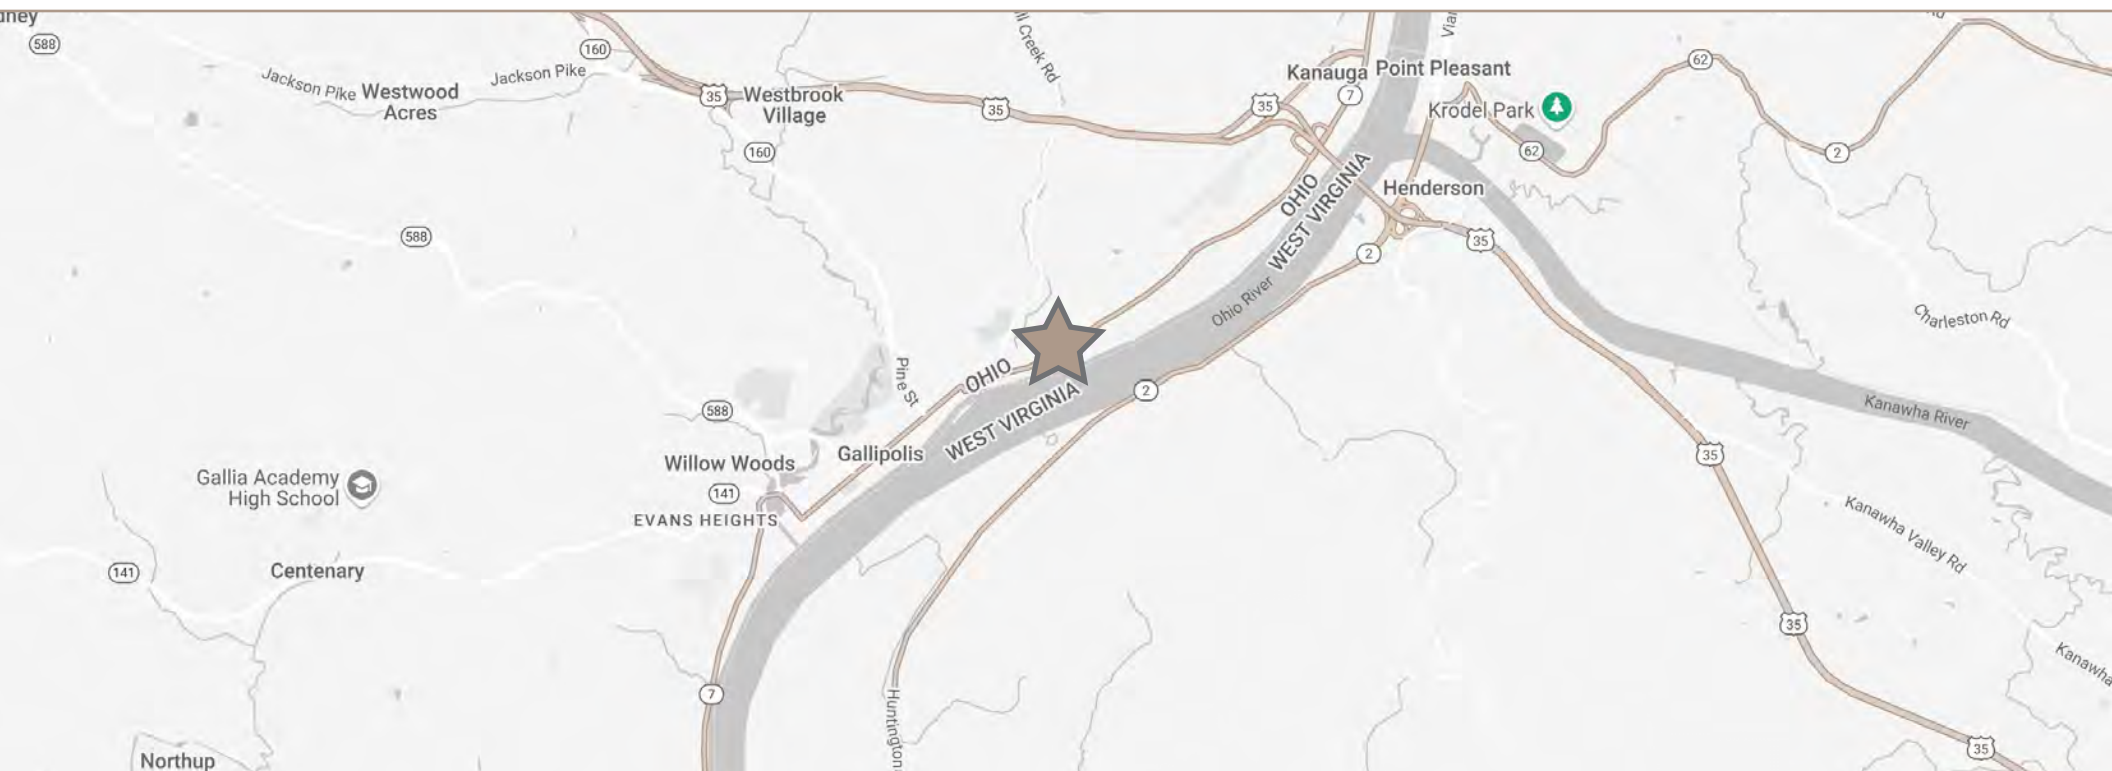 588
160
ll Creek Rd
Jackson Pike
Westwood
Acres
Jackson Pike
35
Westbrook
Village
35
160
35
Kanauga
7
Point Pleasant
Krodel Park
62
62
2
OHIO
WEST VIRGINIA
Henderson
2
35
588
Ohio River
Charleston Rd
Pine St
OHIO
WEST VIRGINIA
2
588
Kanawha River
Willow Woods
Gallipolis
141
EVANS HEIGHTS
Gallia Academy
High School
35
Kanawha Valley Rd
141
Centenary
35
Kanawha
7
Huntington
35
Northup